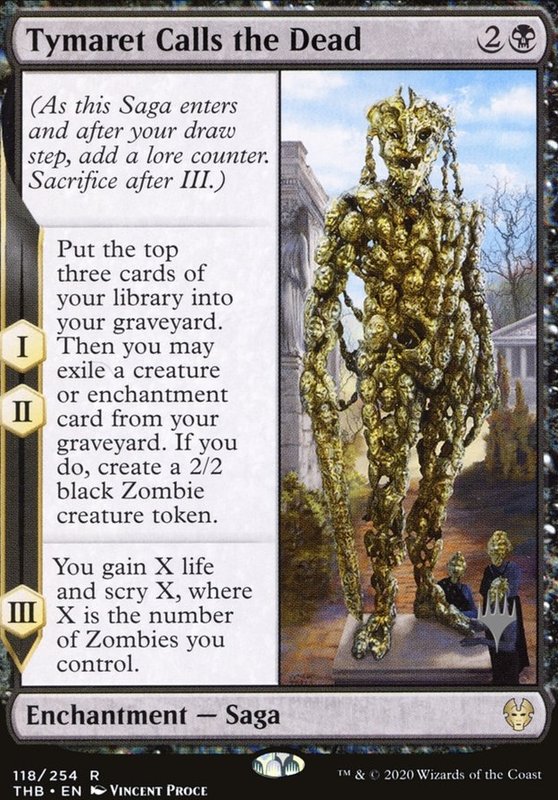 Tymaret Calls the Dead 2
(As this Saga enters
and after your draw
step, add a lore counter.
Sacrifice after III.)
I
II
Put the top
three cards of
your library into
your graveyard.
Then you may
exile a creature
or enchantment
card from your
graveyard. If you
do, create a 2/2
black Zombie
creature token.
III
You gain X life
and scry X, where
X is the number
of Zombies you
control.
Enchantment — Saga
118/254 R
THB • EN Vincent Proce
™ & © 2020 Wizards of the Coast